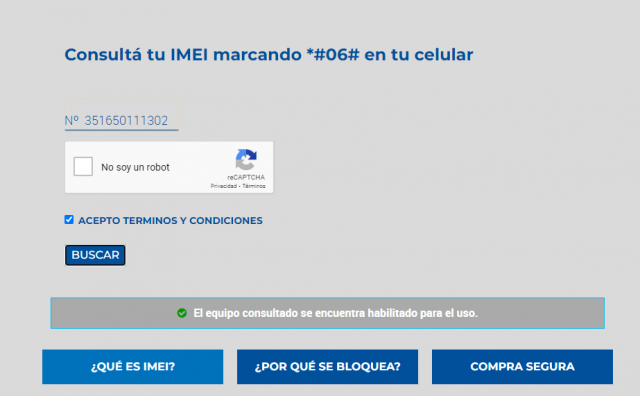 Consultá tu IMEI marcando *#06# en tu celular
Nº 351650111302
No soy un robot
reCAPTCHA
Privacidad - Términos
ACEPTO TERMINOS Y CONDICIONES
BUSCAR
El equipo consultado se encuentra habilitado para el uso.
¿QUÉ ES IMEI?
¿POR QUÉ SE BLOQUEA?
COMPRA SEGURA